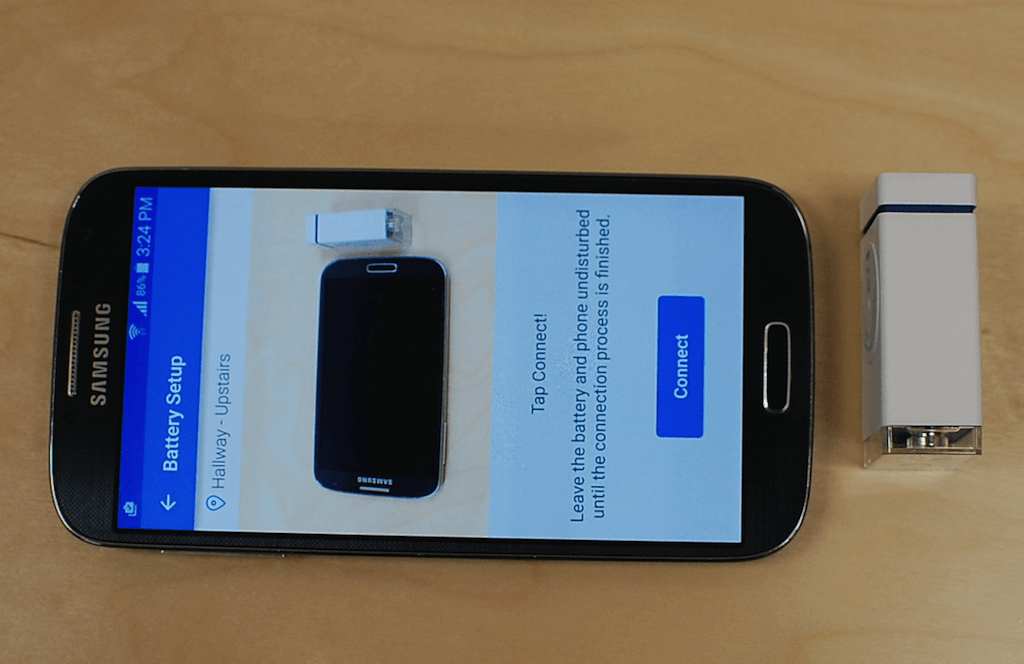 SAMSUNG
86% 3:24 PM
Battery Setup
Hallway - Upstairs
SAMSUNG
Tap Connect!
Leave the battery and phone undisturbed
until the connection process is finished.
Connect